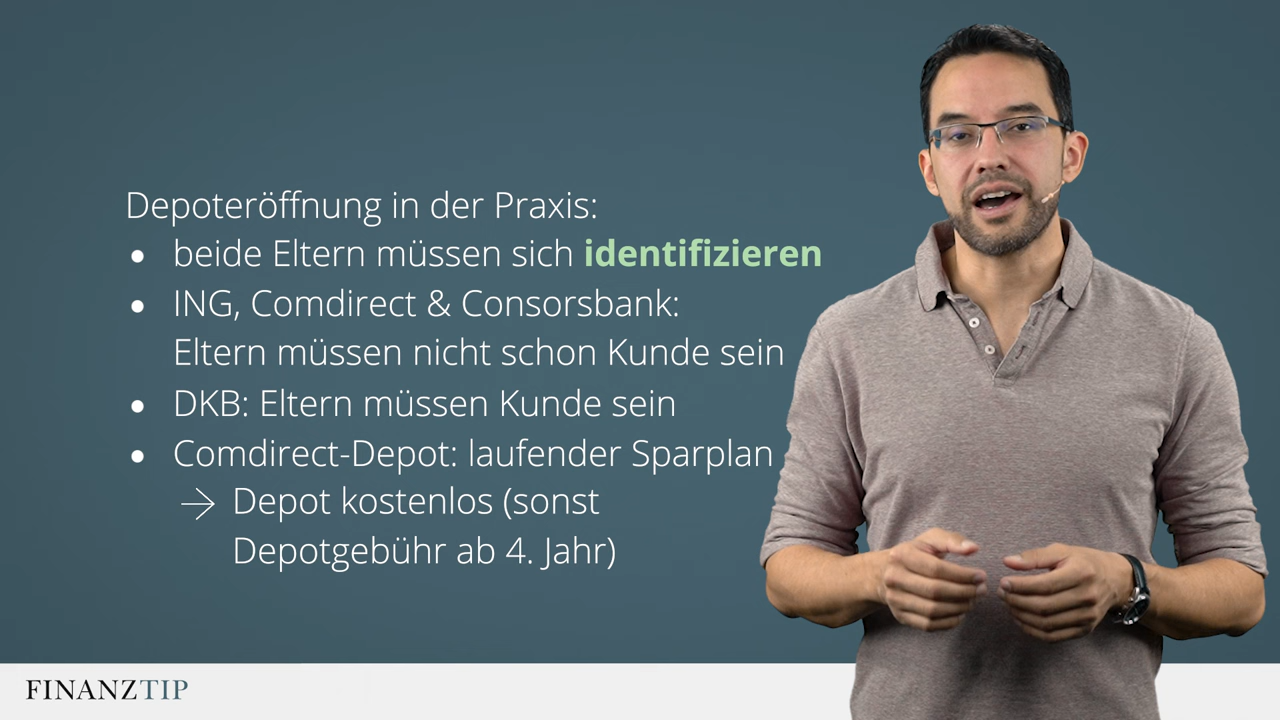 Depoteröffnung in der Praxis:
• beide Eltern müssen sich identifizieren
• ING, Comdirect & Consorsbank:
Eltern müssen nicht schon Kunde sein
• DKB: Eltern müssen Kunde sein
• Comdirect-Depot: laufender Sparplan
→ Depot kostenlos (sonst
Depotgebühr ab 4. Jahr)
FINANZTIP